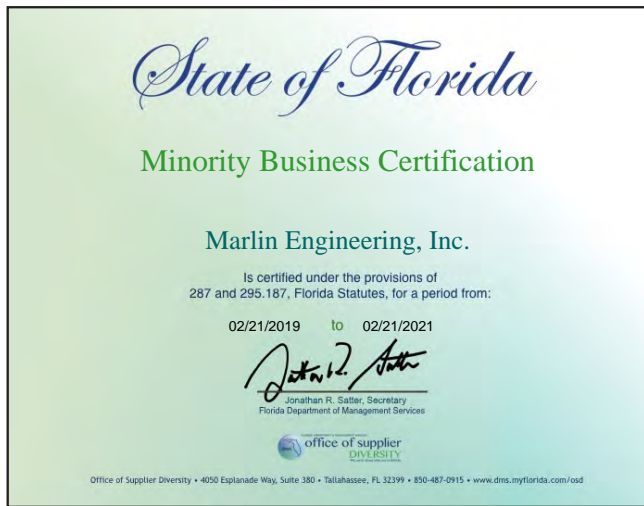 State of Florida
Minority Business Certification
Marlin Engineering, Inc.
Is certified under the provisions of
287 and 295.187, Florida Statutes, for a period from:
02/21/2019 to 02/21/2021
Jonathan R. Satter, Secretary
Florida Department of Management Services
office of supplier
DIVERSITY
Office of Supplier Diversity • 4050 Esplanade Way, Suite 380 • Tallahassee, FL 32399 • 850-487-0915 • www.dms.myflorida.com/osd